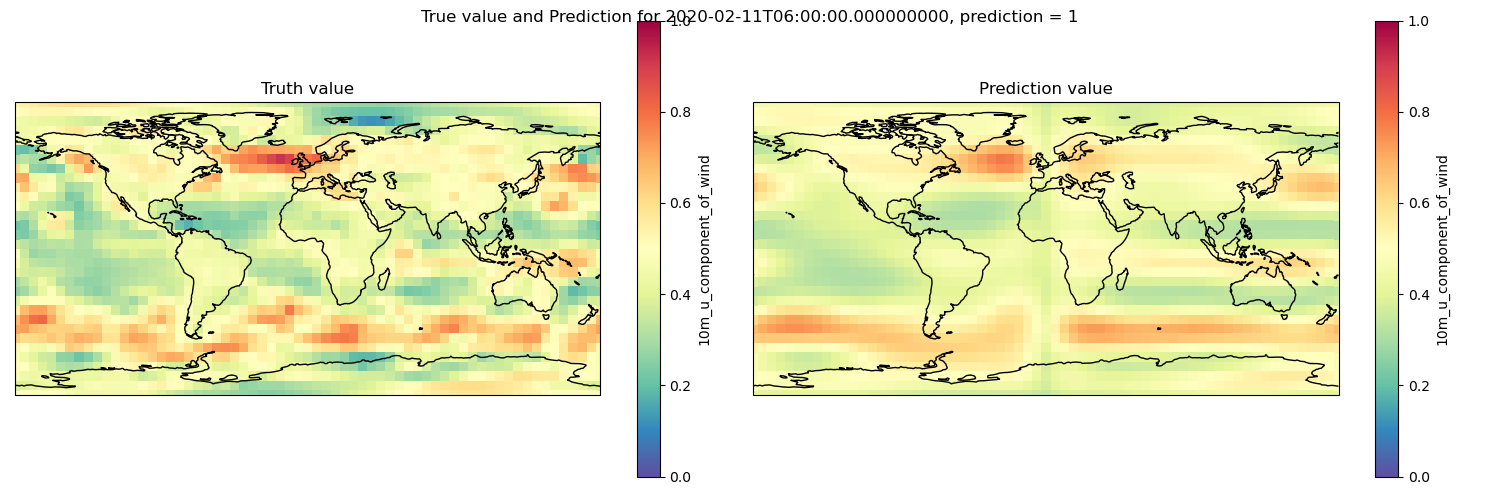 True value and Prediction for 2020-02-11T06:00:00.000000000, prediction = 1
Truth value
1.0
0.8
0.6
0.4
0.2
0.0
10m_u_component_of_wind
Prediction value
1.0
0.8
0.6
0.4
0.2
0.0
10m_u_component_of_wind